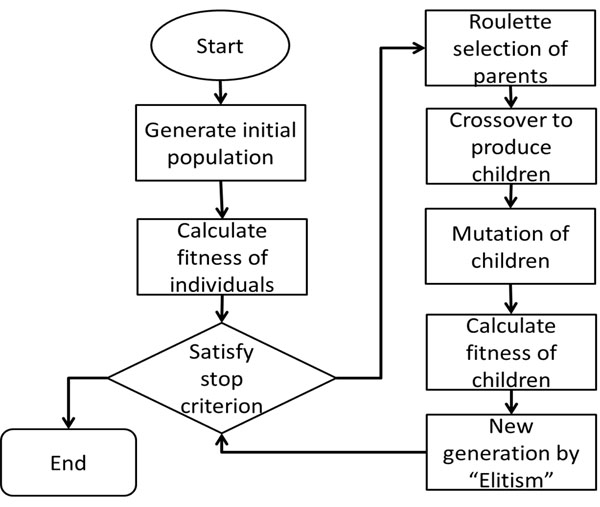 Start
Generate initial
population
Calculate
fitness of
individuals
Satisfy
stop
criterion
End
Roulette
selection of
parents
Crossover to
produce
children
Mutation of
children
Calculate
fitness of
children
New
generation by
“Elitism”